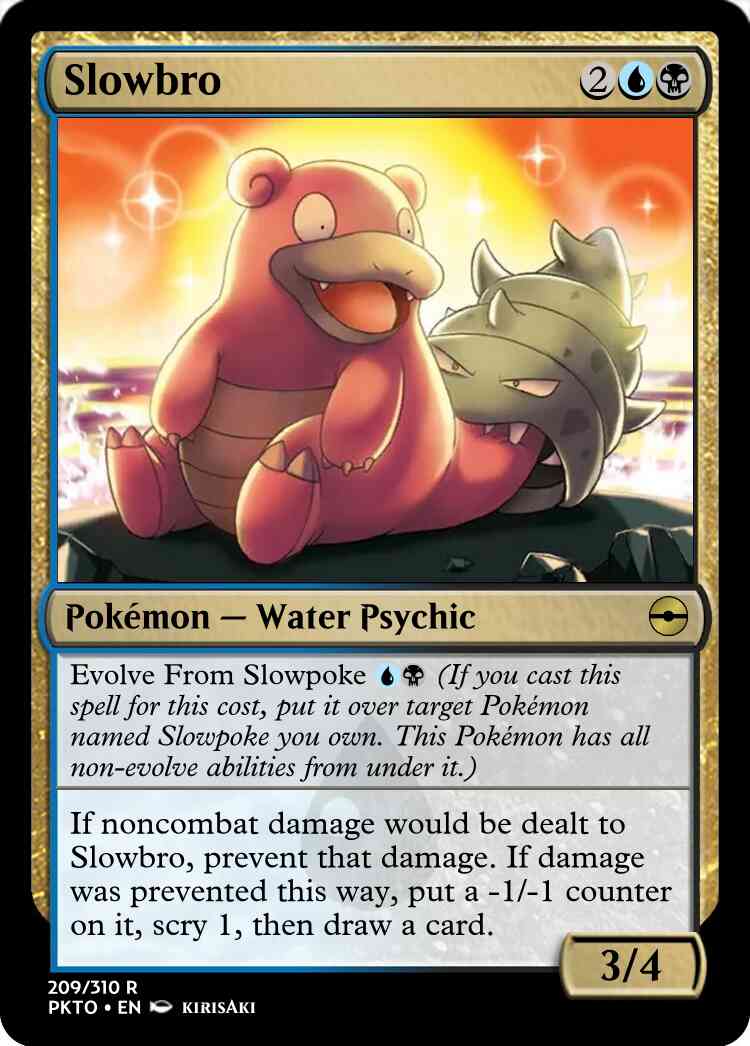 Slowbro 2
Pokémon — Water Psychic
Evolve From Slowpoke (If you cast this
spell for this cost, put it over target Pokémon
named Slowpoke you own. This Pokémon has all
non-evolve abilities from under it.)
If noncombat damage would be dealt to
Slowbro, prevent that damage. If damage
was prevented this way, put a -1/-1 counter
on it, scry 1, then draw a card.
3/4
209/310 R
PKTO • EN KIRISAKI